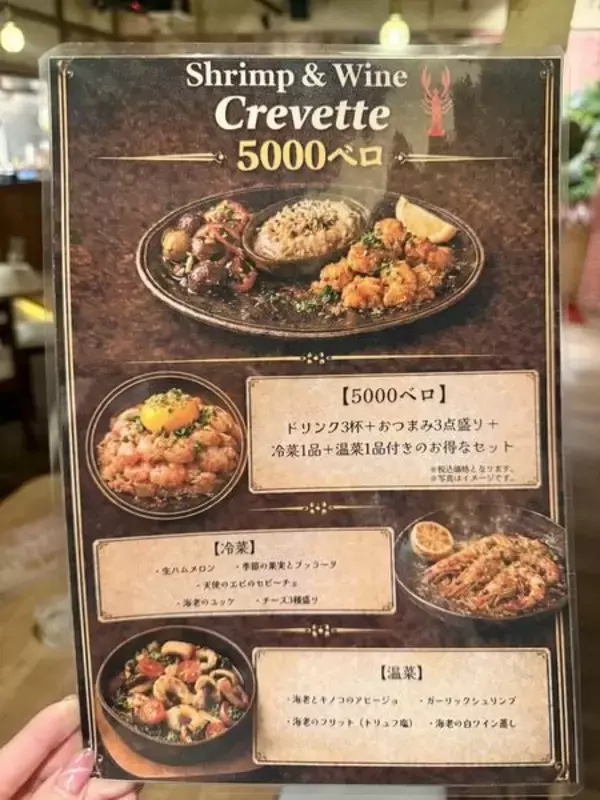 Shrimp & Wine
Crevette
5000ベロ
【5000ベロ】
ドリンク3杯＋おつまみ3点盛り＋
冷菜1品＋温菜1品付きのお得なセット
※税込価格となります。
※写真はイメージです。
【冷菜】
・生ハムメロン ・季節の果実とブッラータ
・天使のエビのセビーチェ
・海老のユッケ ・チーズ3種盛り
【温菜】
・海老とキノコのアヒージョ ・ガーリックシュリンプ
・海老のフリット（トリュフ塩） ・海老の白ワイン蒸し